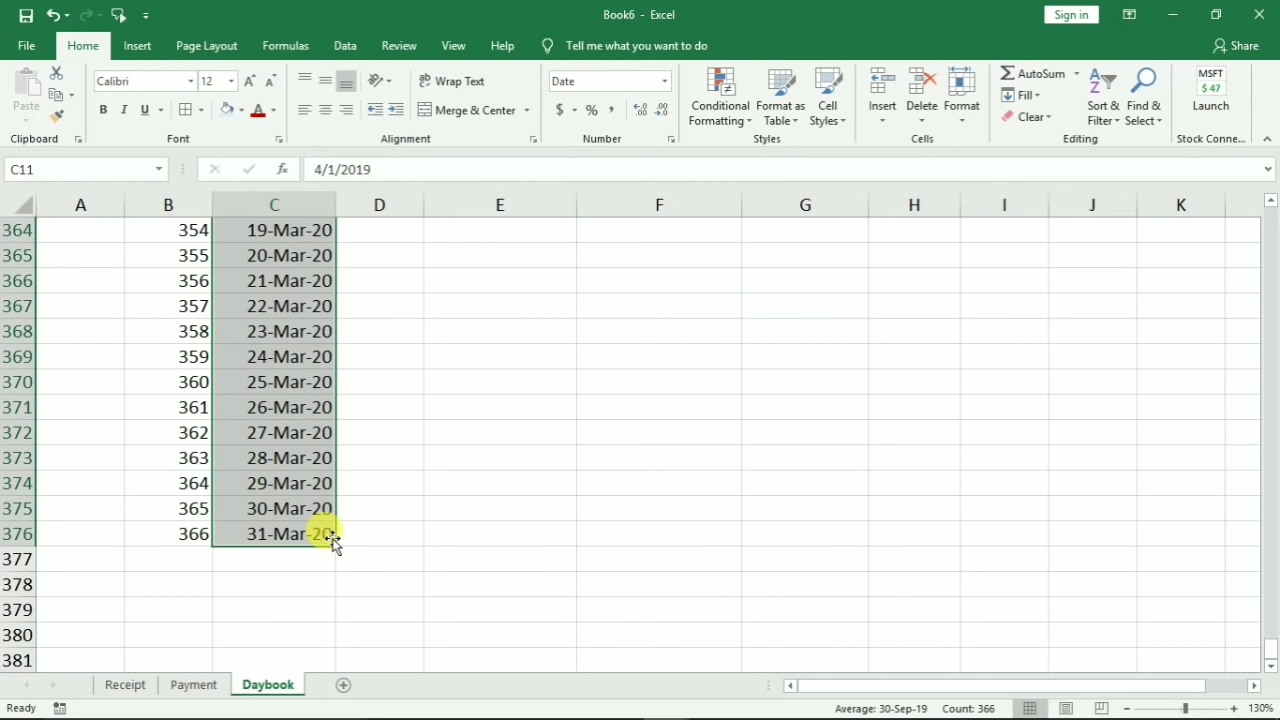 Book6 - Excel
Sign in
File Home Insert Page Layout Formulas Data Review View Help Tell me what you want to do Share
Paste
Calibri 12
B I U
Wrap Text
Merge & Center
Date
$ % ,
Conditional Formatting
Format as Table
Cell Styles
Insert
Delete
Format
AutoSum
Fill
Clear
Sort & Filter
Find & Select
MSFT
$ 47
Launch
Clipboard Font Alignment Number Styles Cells Editing Stock Conne...
C11 fx 4/1/2019
A B C D E F G H I J K
364 354 19-Mar-20
365 355 20-Mar-20
366 356 21-Mar-20
367 357 22-Mar-20
368 358 23-Mar-20
369 359 24-Mar-20
370 360 25-Mar-20
371 361 26-Mar-20
372 362 27-Mar-20
373 363 28-Mar-20
374 364 29-Mar-20
375 365 30-Mar-20
376 366 31-Mar-20
377
378
379
380
381
Receipt Payment Daybook
Ready Average: 30-Sep-19 Count: 366 130%